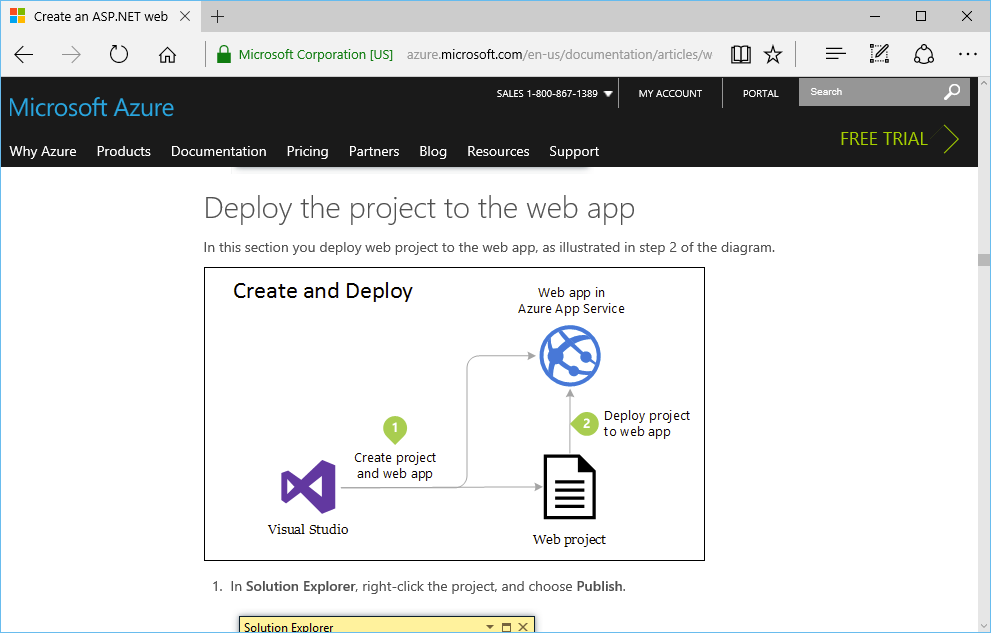 Create an ASP.NET web
Microsoft Corporation [US] azure.microsoft.com/en-us/documentation/articles/w
SALES 1-800-867-1389 MY ACCOUNT PORTAL Search
Microsoft Azure
FREE TRIAL
Why Azure Products Documentation Pricing Partners Blog Resources Support
Deploy the project to the web app
In this section you deploy web project to the web app, as illustrated in step 2 of the diagram.
Create and Deploy
Web app in
Azure App Service
2
Deploy project
to web app
1
Create project
and web app
Visual Studio
Web project
1. In Solution Explorer, right-click the project, and choose Publish.
Solution Explorer